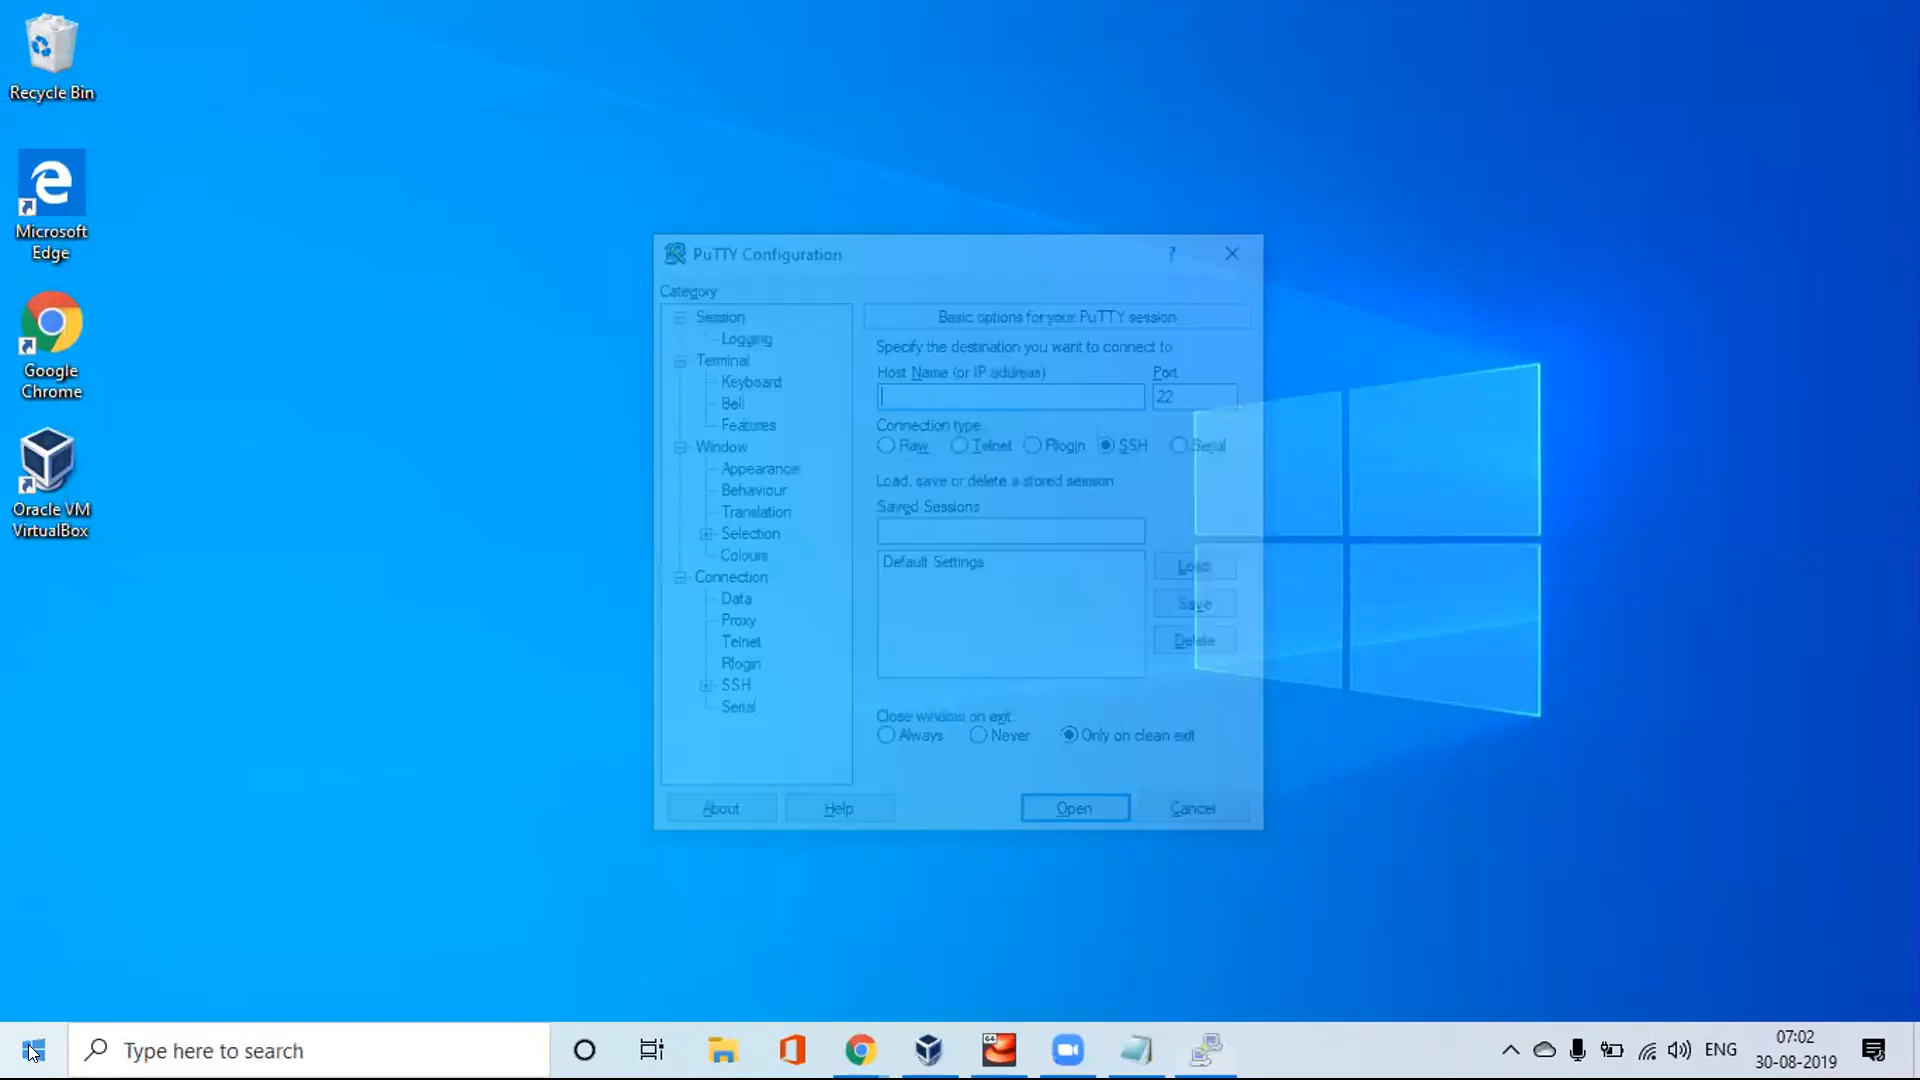 Recycle Bin
Microsoft
Edge
Google
Chrome
Oracle VM
VirtualBox
PuTTY Configuration
?
Category
Session
Logging
Terminal
Keyboard
Bell
Features
Window
Appearance
Behaviour
Translation
Selection
Colours
Connection
Data
Proxy
Telnet
Rlogin
SSH
Serial
Basic options for your PuTTY session
Specify the destination you want to connect to
Host Name (or IP address)
Port
22
Connection type
Raw
Telnet
Rlogin
SSH
Serial
Load, save or delete a stored session
Saved Sessions
Default Settings
Load
Save
Delete
Close window on exit:
Always
Never
Only on clean exit
About
Help
Open
Cancel
Type here to search
64
ENG
07:02
30-08-2019